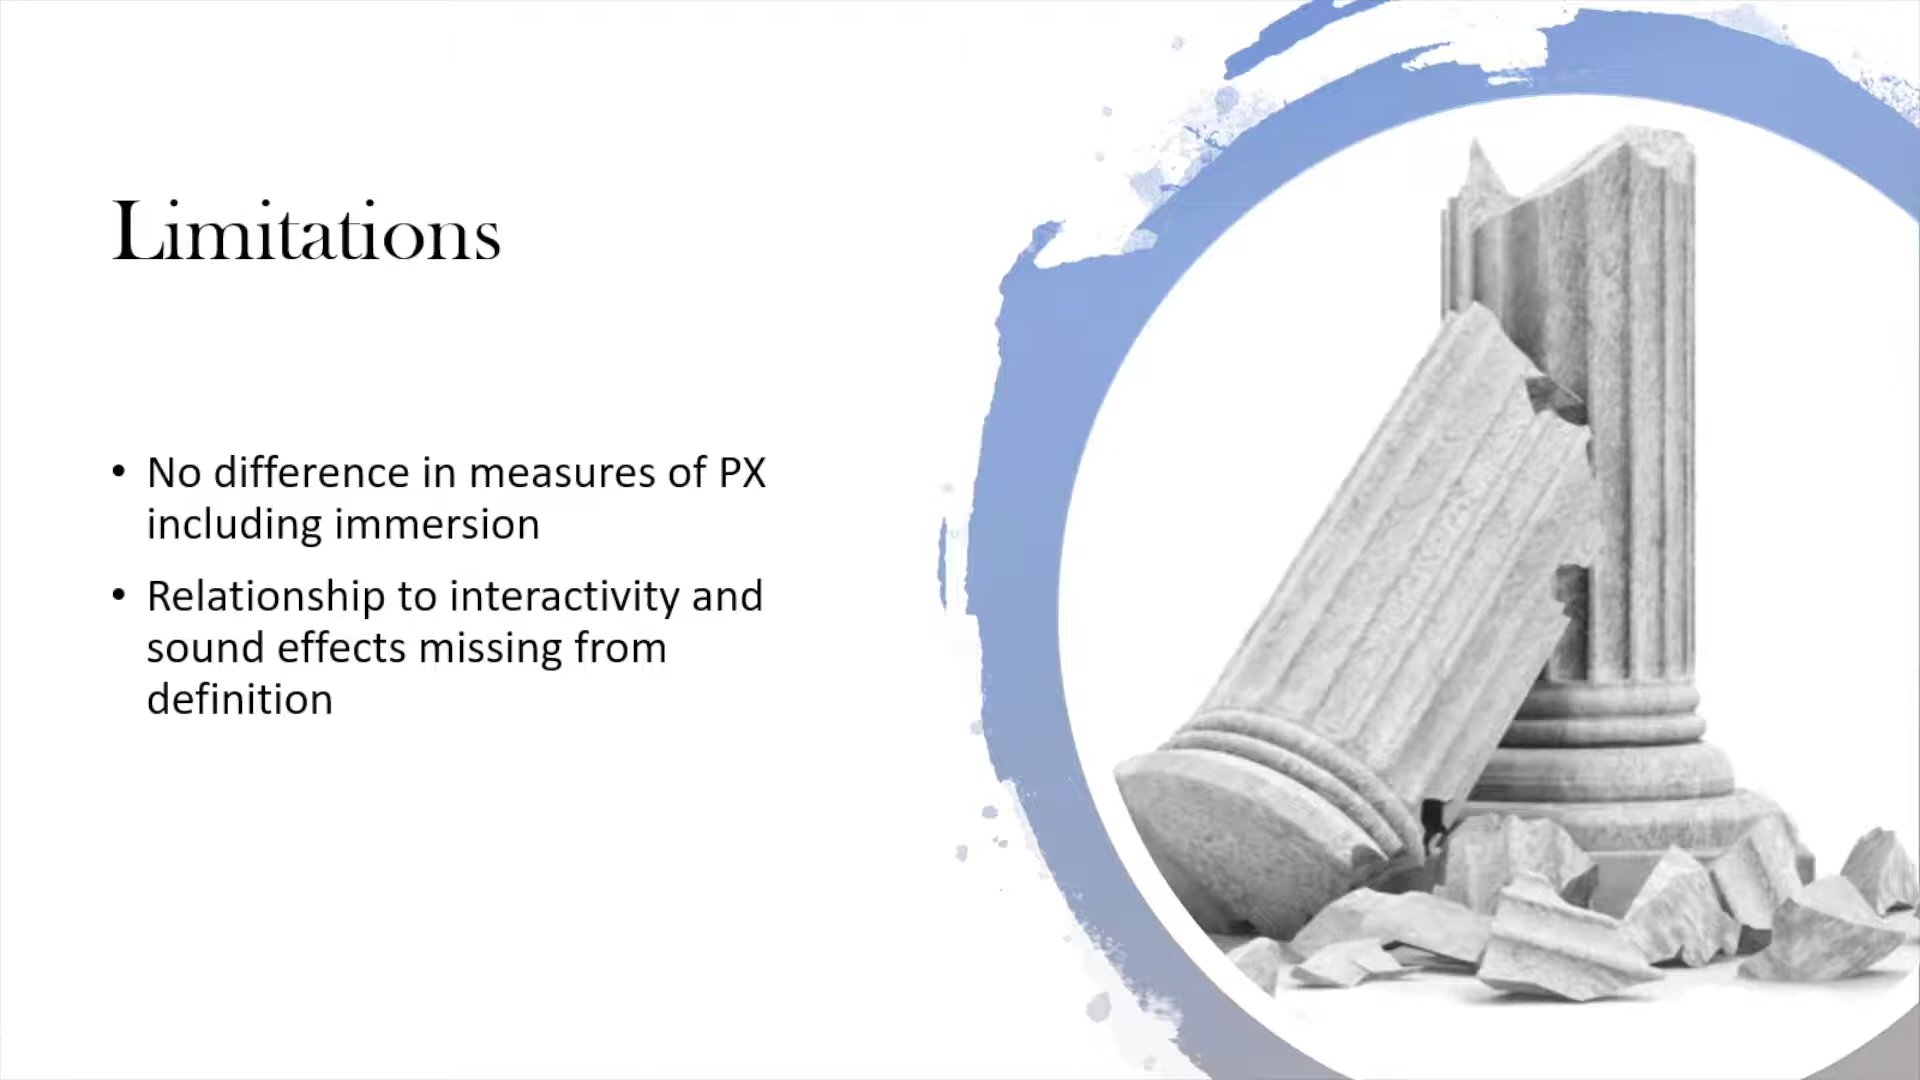 Limitations
• No difference in measures of PX
including immersion
• Relationship to interactivity and
sound effects missing from
definition